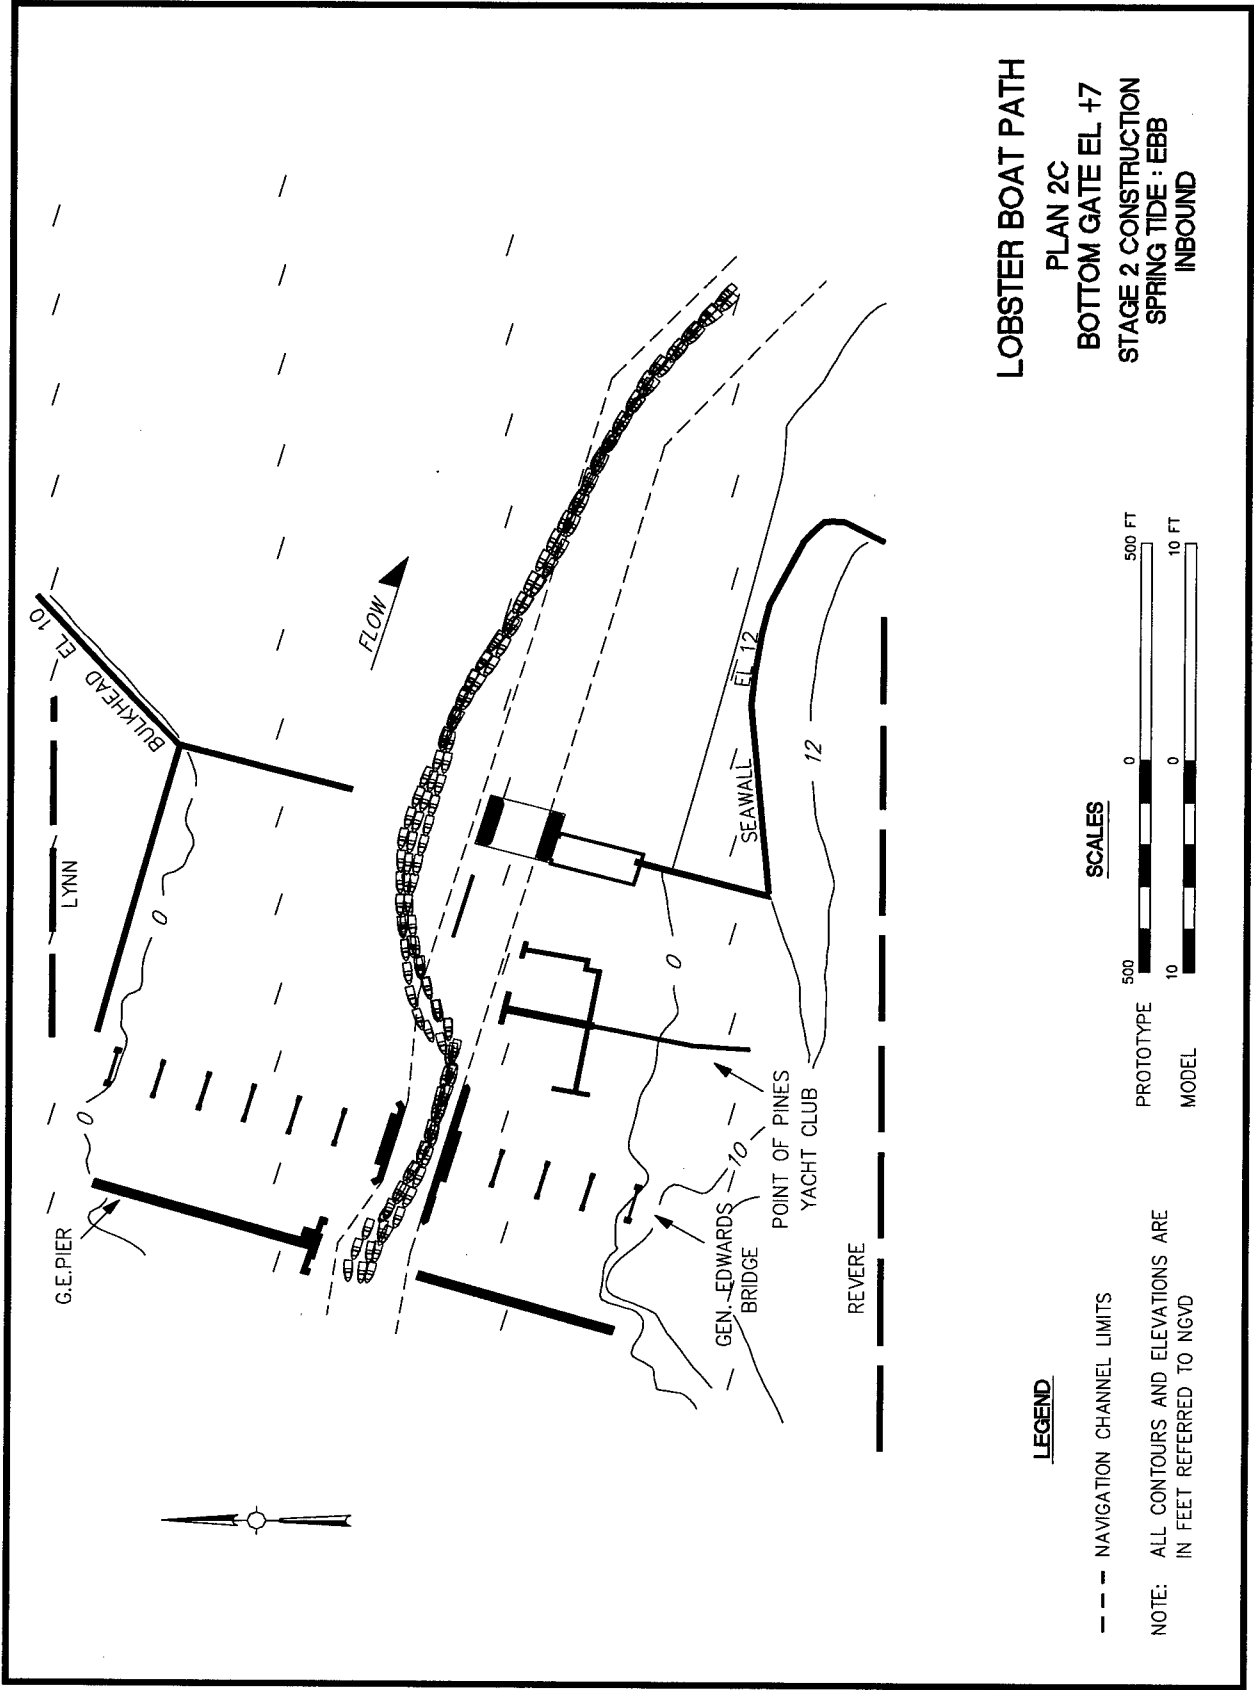 LYNN
BULKHEAD EL 10
G.E.PIER
0
0
FLOW
SEAWALL EL 12
12
0
10
POINT OF PINES
YACHT CLUB
GEN. EDWARDS
BRIDGE
REVERE
LOBSTER BOAT PATH
PLAN 2C
BOTTOM GATE EL +7
STAGE 2 CONSTRUCTION
SPRING TIDE : EBB
INBOUND
LEGEND
--- NAVIGATION CHANNEL LIMITS
NOTE: ALL CONTOURS AND ELEVATIONS ARE
IN FEET REFERRED TO NGVD
SCALES
PROTOTYPE 500 0 500 FT
MODEL 10 0 10 FT